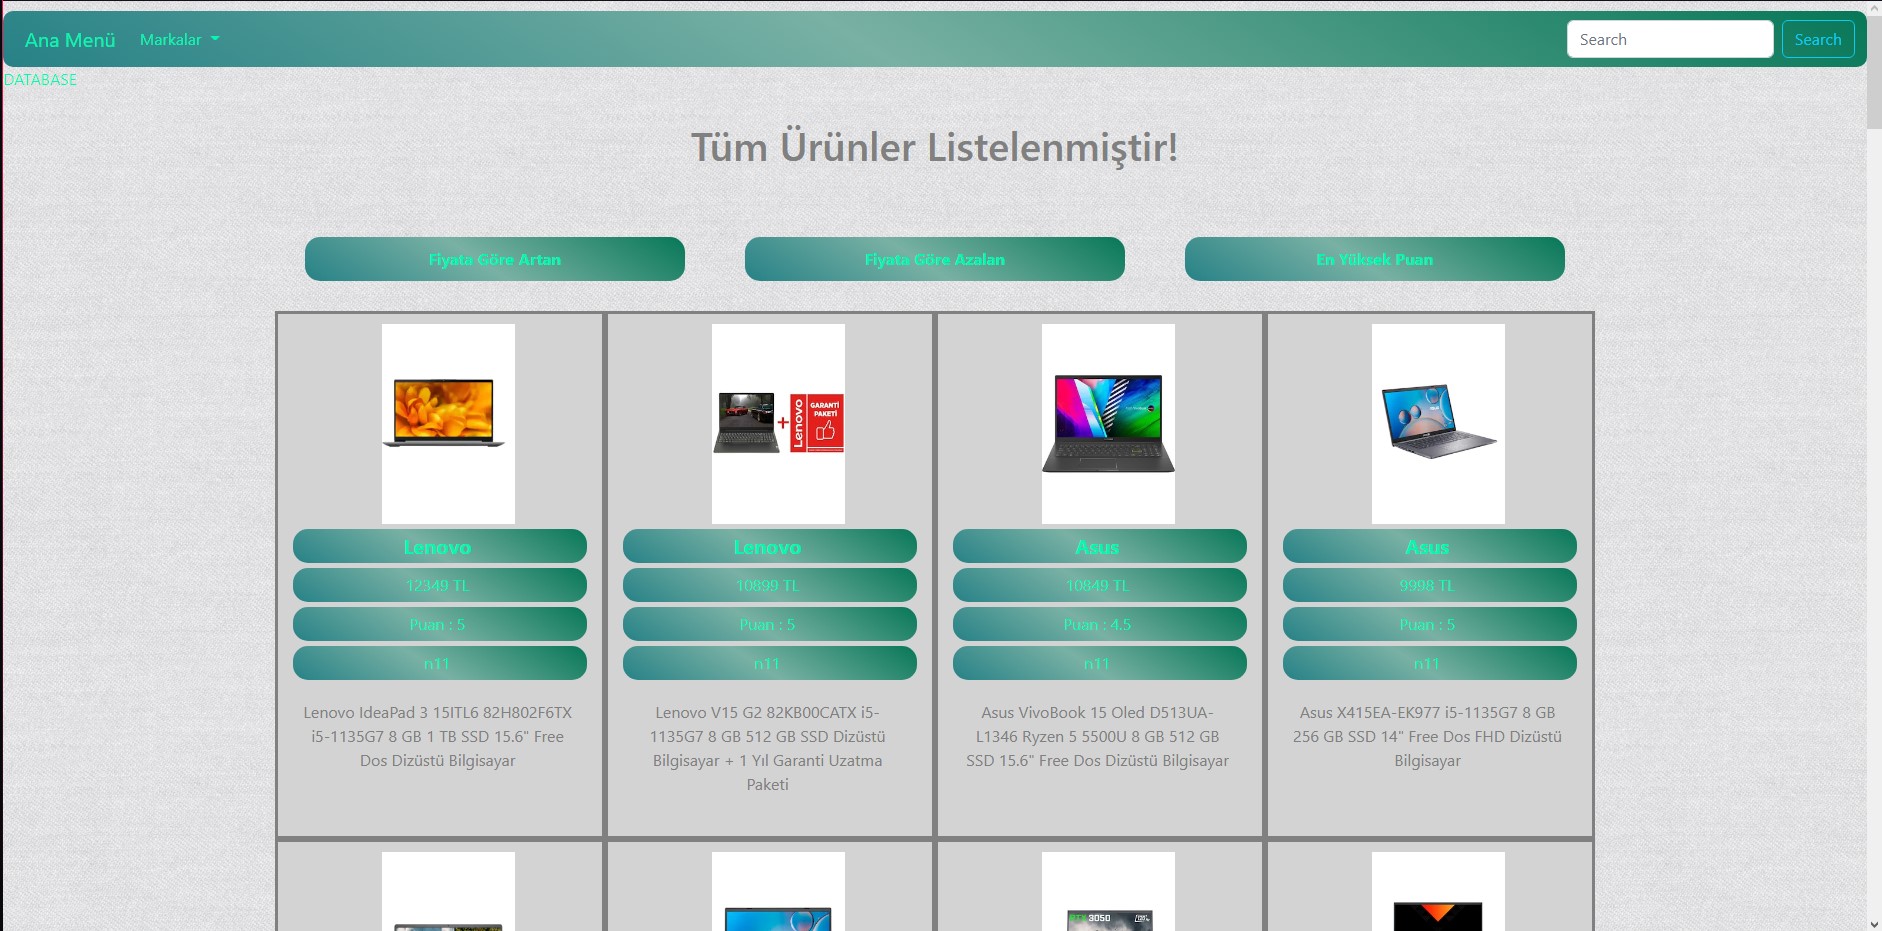 Ana Menü Markalar Search Search
DATABASE
Tüm Ürünler Listelenmiştir!
Fiyata Göre Artan Fiyata Göre Azalan En Yüksek Puan
Lenovo GARANTİ PAKETİ
Lenovo
12349 TL
Puan : 5
n11
Lenovo IdeaPad 3 15ITL6 82H802F6TX
i5-1135G7 8 GB 1 TB SSD 15.6" Free
Dos Dizüstü Bilgisayar
Lenovo
10899 TL
Puan : 5
n11
Lenovo V15 G2 82KB00CATX i5-
1135G7 8 GB 512 GB SSD Dizüstü
Bilgisayar + 1 Yıl Garanti Uzatma
Paketi
Asus
10849 TL
Puan : 4.5
n11
Asus VivoBook 15 Oled D513UA-
L1346 Ryzen 5 5500U 8 GB 512 GB
SSD 15.6" Free Dos Dizüstü Bilgisayar
Asus
9998 TL
Puan : 5
n11
Asus X415EA-EK977 i5-1135G7 8 GB
256 GB SSD 14" Free Dos FHD Dizüstü
Bilgisayar
RTX 3050